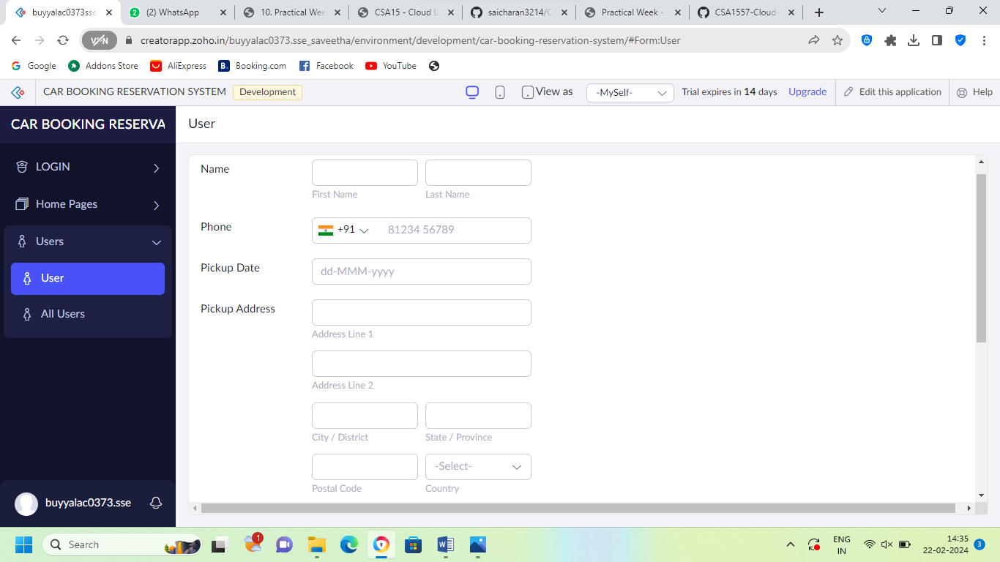 buyyalac0373sse
(2) WhatsApp
10. Practical Wee
CSA15 - Cloud L
saicharan3214/C
Practical Week -
CSA1557-Cloud-
VPN
creatorapp.zoho.in/buyyalac0373.sse_saveetha/environment/development/car-booking-reservation-system/#Form:User
Google
Addons Store
AliExpress
B.
Booking.com
Facebook
YouTube
CAR BOOKING RESERVATION SYSTEM
Development
View as
-MySelf-
Trial expires in 14 days
Upgrade
Edit this application
Help
CAR BOOKING RESERVA
User
LOGIN
Home Pages
Users
User
All Users
buyyalac0373.sse
Name
First Name
Last Name
Phone
+91
81234 56789
Pickup Date
dd-MMM-yyyy
Pickup Address
Address Line 1
Address Line 2
City / District
State / Province
-Select-
Postal Code
Country
Search
1
ENG
IN
14:35
22-02-2024
3